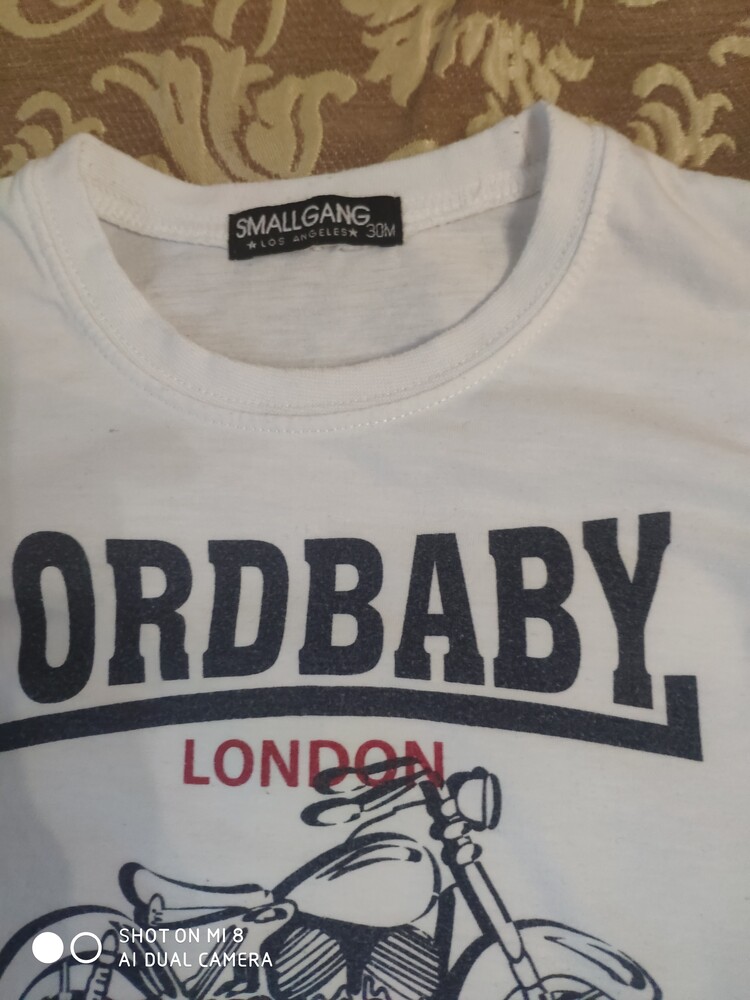 SMALLGANG
★LOS ANGELES★ 30M
ORDBABY
LONDON
SHOT ON MI 8
AI DUAL CAMERA